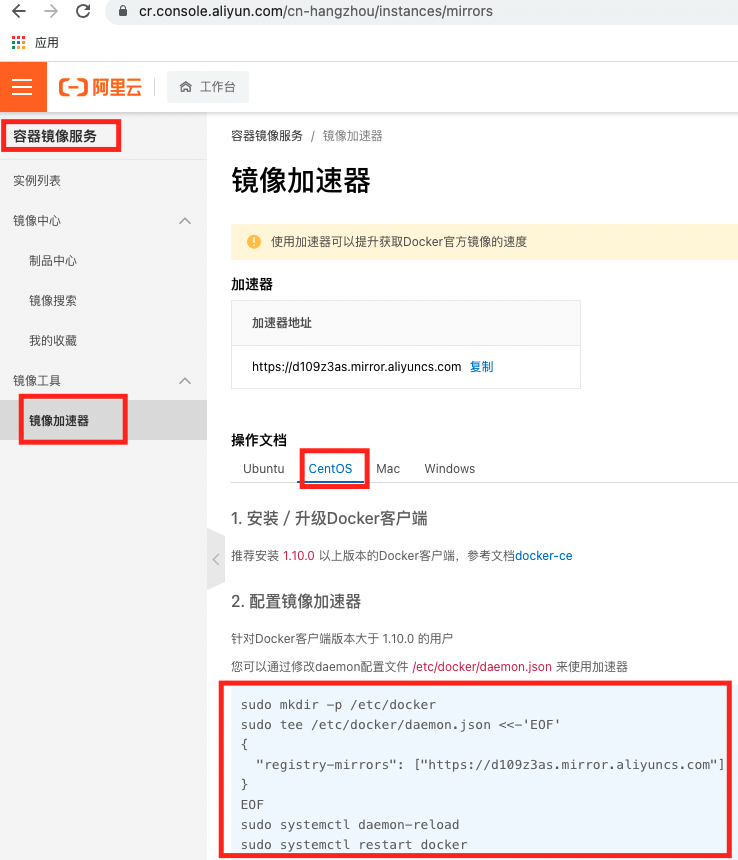 cr.console.aliyun.com/cn-hangzhou/instances/mirrors
应用
阿里云
工作台
容器镜像服务
实例列表
镜像中心
制品中心
镜像搜索
我的收藏
镜像工具
镜像加速器
容器镜像服务 / 镜像加速器
镜像加速器
使用加速器可以提升获取Docker官方镜像的速度
加速器
加速器地址
https://d109z3as.mirror.aliyuncs.com 复制
操作文档
Ubuntu CentOS Mac Windows
1. 安装 / 升级Docker客户端
推荐安装 1.10.0 以上版本的Docker客户端，参考文档docker-ce
2. 配置镜像加速器
针对Docker客户端版本大于 1.10.0 的用户
您可以通过修改daemon配置文件 /etc/docker/daemon.json 来使用加速器
sudo mkdir -p /etc/docker
sudo tee /etc/docker/daemon.json <<-'EOF'
{
"registry-mirrors": ["https://d109z3as.mirror.aliyuncs.com"]
}
EOF
sudo systemctl daemon-reload
sudo systemctl restart docker